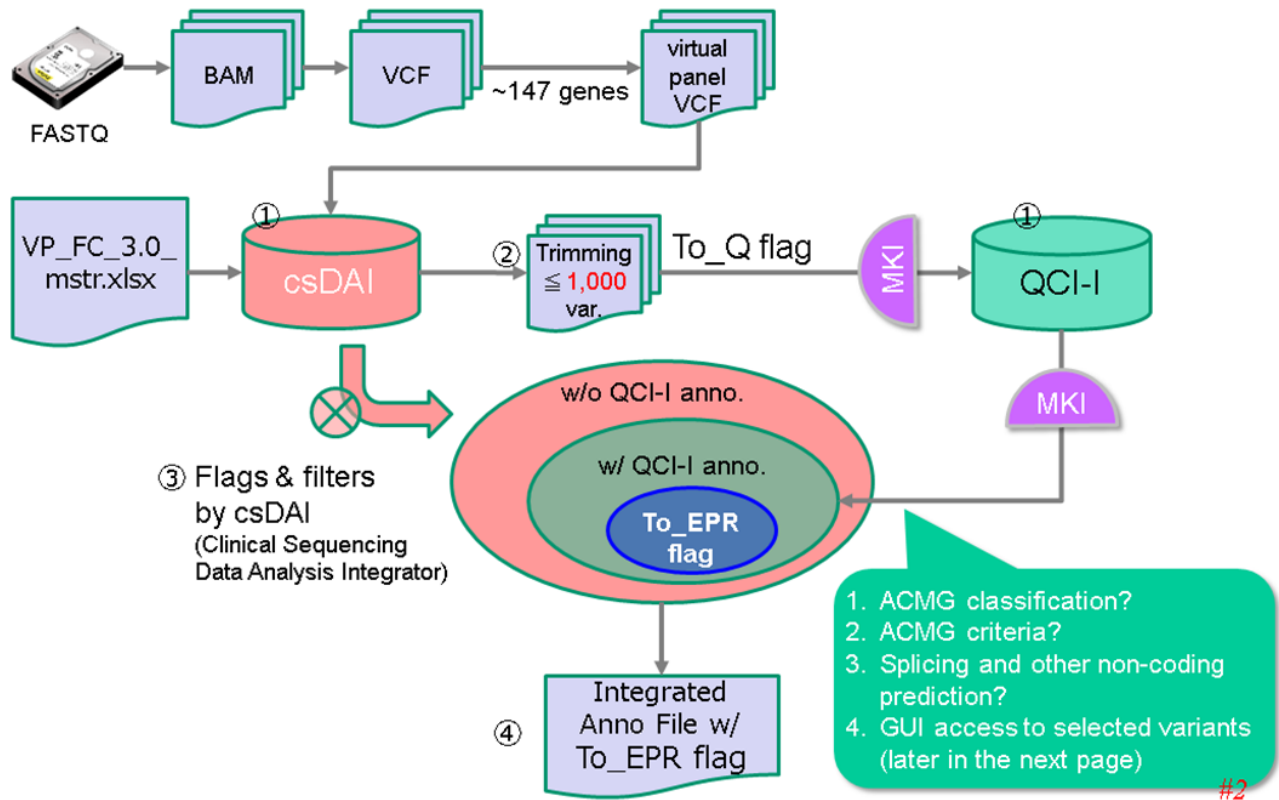 FASTQ
BAM
VCF
~147 genes
virtual
panel
VCF
VP_FC_3.0_
mstr.xlsx
①
csDAI
②
Trimming
≦ 1,000
var.
To_Q flag
MKI
①
QCI-I
MKI
w/o QCI-I anno.
w/ QCI-I anno.
To_EPR
flag
③ Flags & filters
by csDAI
(Clinical Sequencing
Data Analysis Integrator)
1. ACMG classification?
2. ACMG criteria?
3. Splicing and other non-coding
prediction?
4. GUI access to selected variants
(later in the next page)
④
Integrated
Anno File w/
To_EPR flag
#2